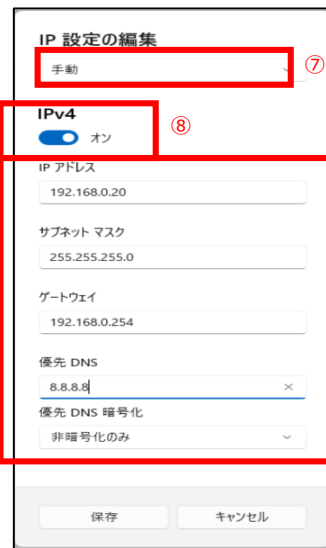 IP 設定の編集
手動
⑦
IPv4
オン
⑧
IP アドレス
192.168.0.20
サブネット マスク
255.255.255.0
ゲートウェイ
192.168.0.254
優先 DNS
8.8.8.8
優先 DNS 暗号化
非暗号化のみ
保存 キャンセル